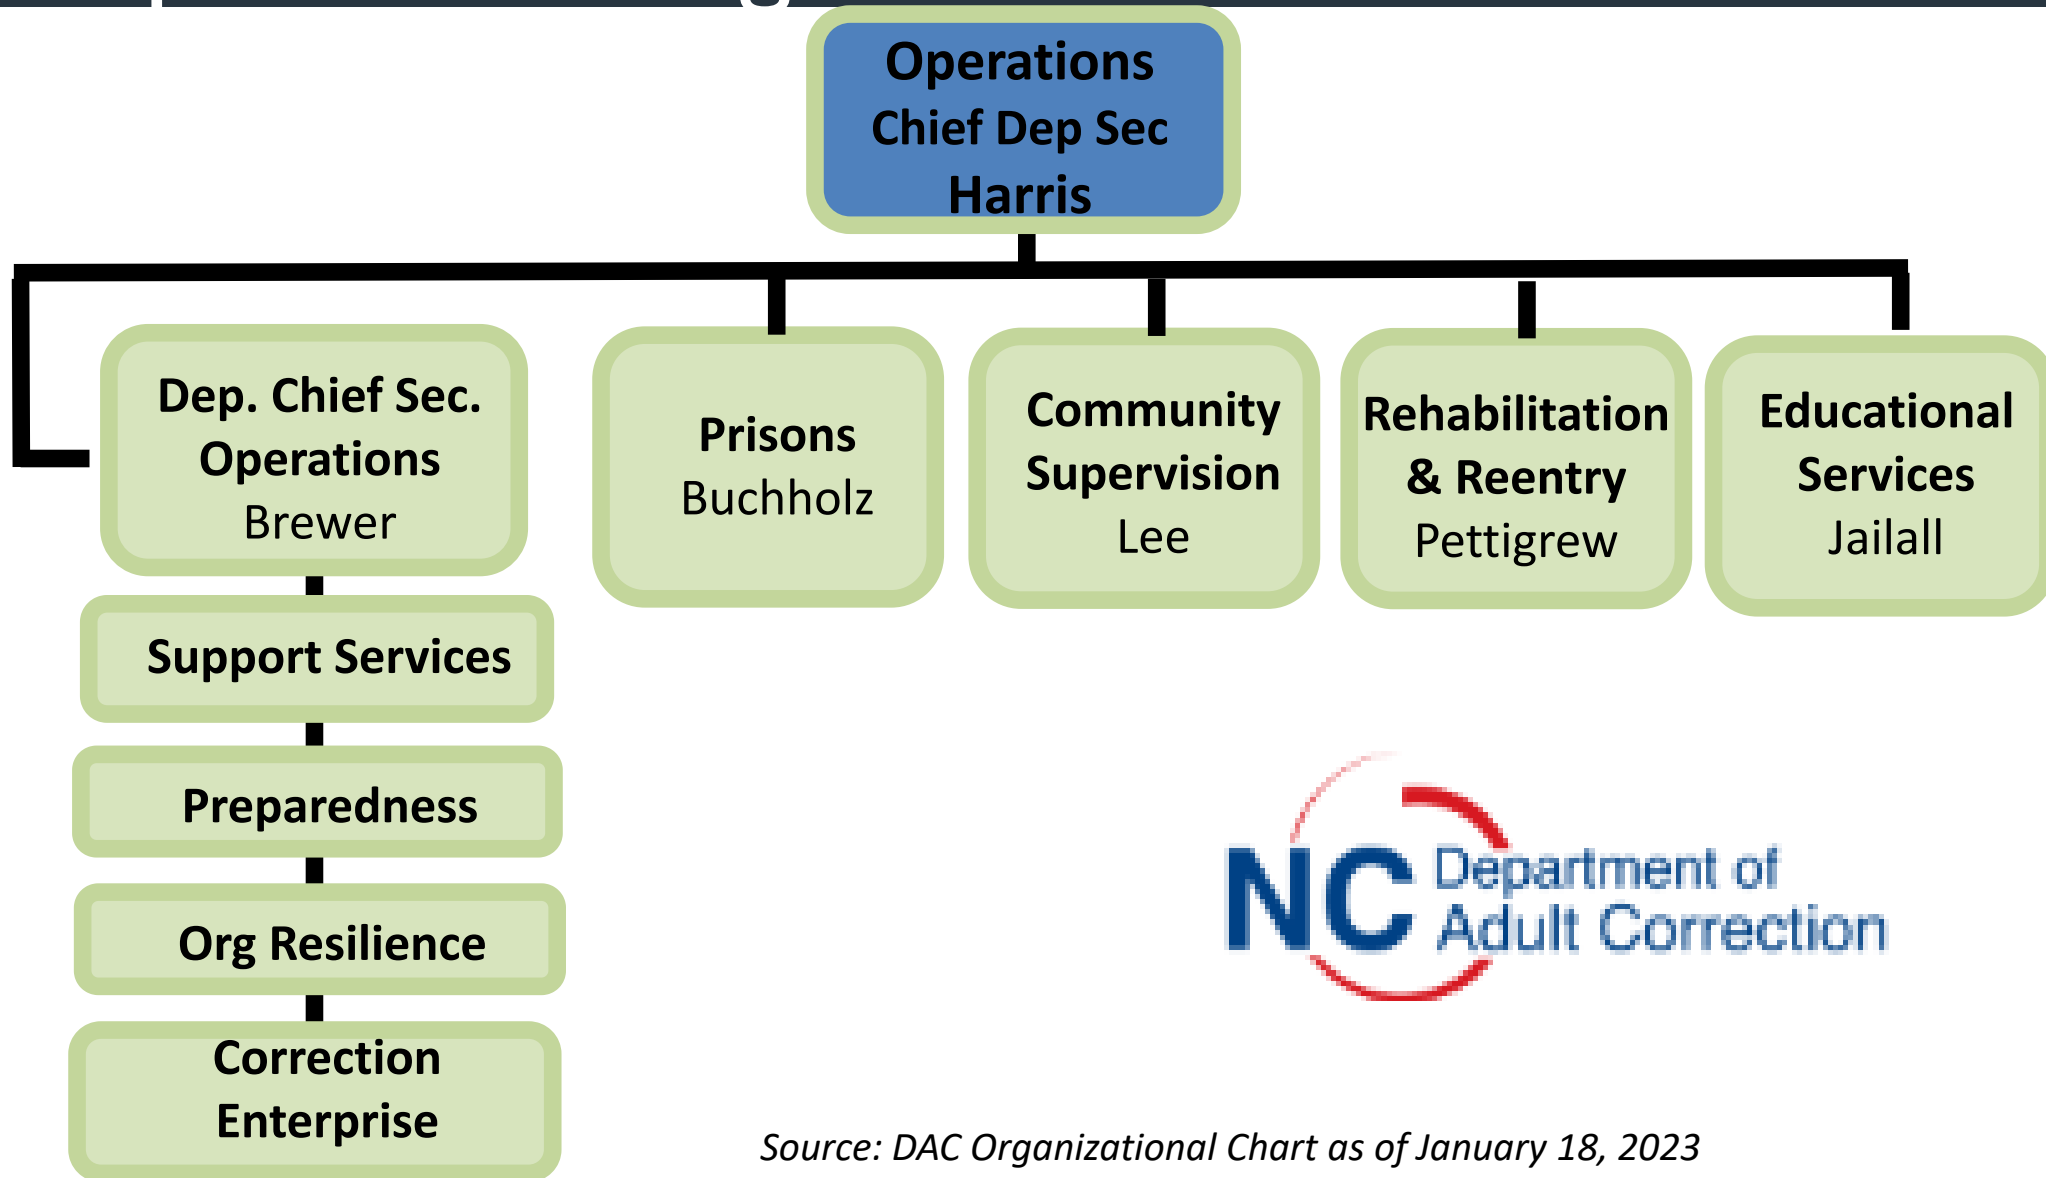 Operations
Chief Dep Sec
Harris
Dep. Chief Sec.
Operations
Brewer
Prisons
Buchholz
Community
Supervision
Lee
Rehabilitation
& Reentry
Pettigrew
Educational
Services
Jailall
Support Services
Preparedness
Org Resilience
Correction
Enterprise
NC Department of
Adult Correction
Source: DAC Organizational Chart as of January 18, 2023